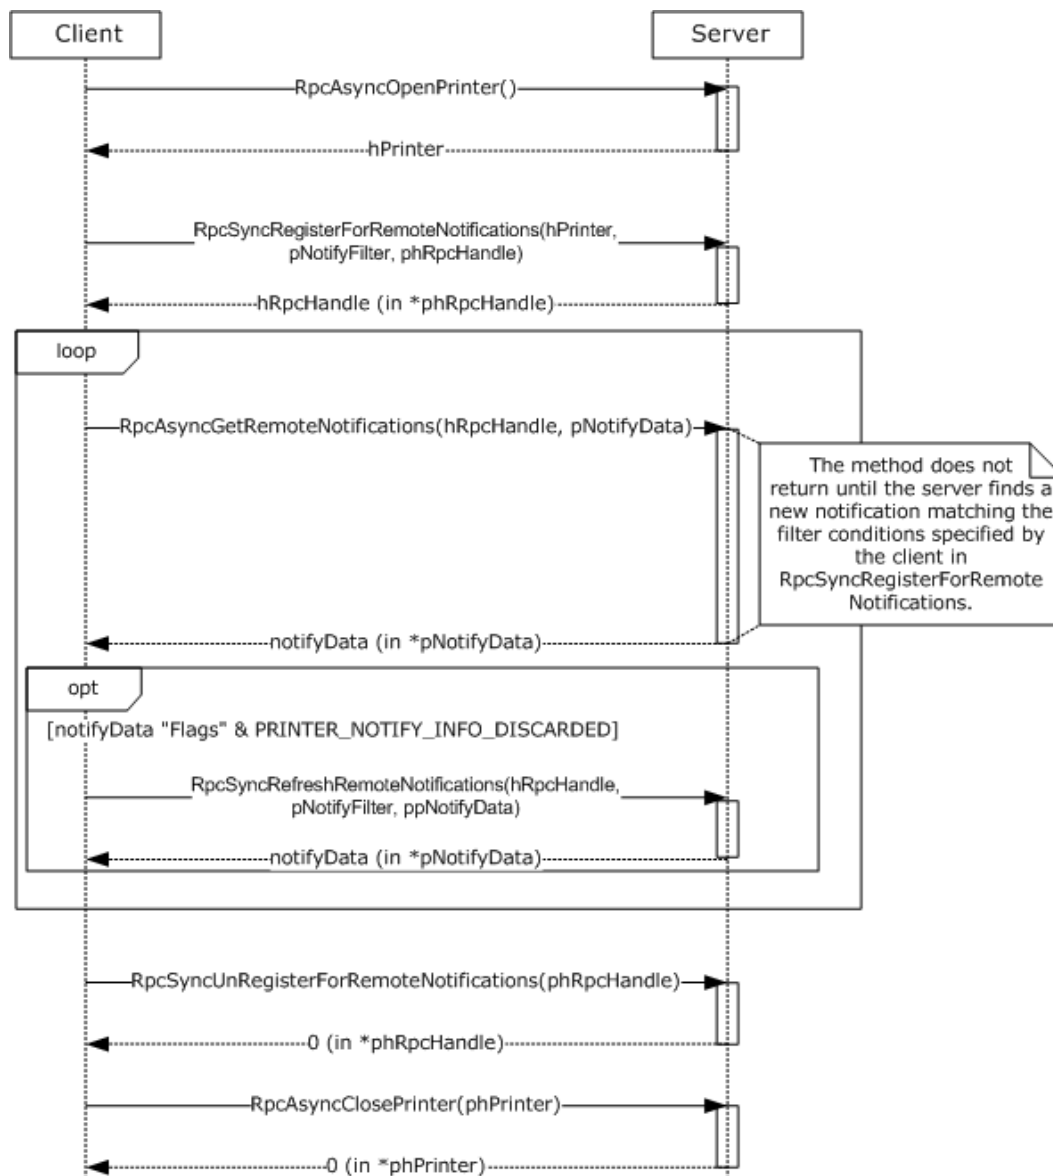 Client
Server
RpcAsyncOpenPrinter()
hPrinter
RpcSyncRegisterForRemoteNotifications(hPrinter,
pNotifyFilter, phRpcHandle)
hRpcHandle (in *phRpcHandle)
loop
RpcAsyncGetRemoteNotifications(hRpcHandle, pNotifyData)
The method does not
return until the server finds a
new notification matching the
filter conditions specified by
the client in
RpcSyncRegisterForRemote
Notifications.
notifyData (in *pNotifyData)
opt
[notifyData "Flags" & PRINTER_NOTIFY_INFO_DISCARDED]
RpcSyncRefreshRemoteNotifications(hRpcHandle,
pNotifyFilter, ppNotifyData)
notifyData (in *pNotifyData)
RpcSyncUnRegisterForRemoteNotifications(phRpcHandle)
0 (in *phRpcHandle)
RpcAsyncClosePrinter(phPrinter)
0 (in *phPrinter)